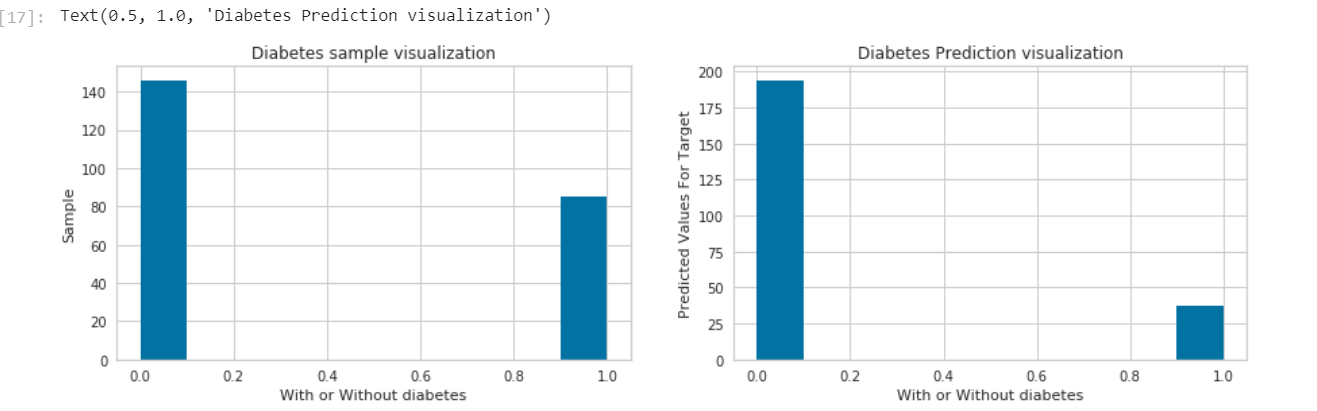 [17]: Text(0.5, 1.0, 'Diabetes Prediction visualization')
Diabetes sample visualization
140
120
100
80
60
40
20
0
Sample
0.0 0.2 0.4 0.6 0.8 1.0
With or Without diabetes
Diabetes Prediction visualization
200
175
150
125
100
75
50
25
0
Predicted Values For Target
0.0 0.2 0.4 0.6 0.8 1.0
With or Without diabetes